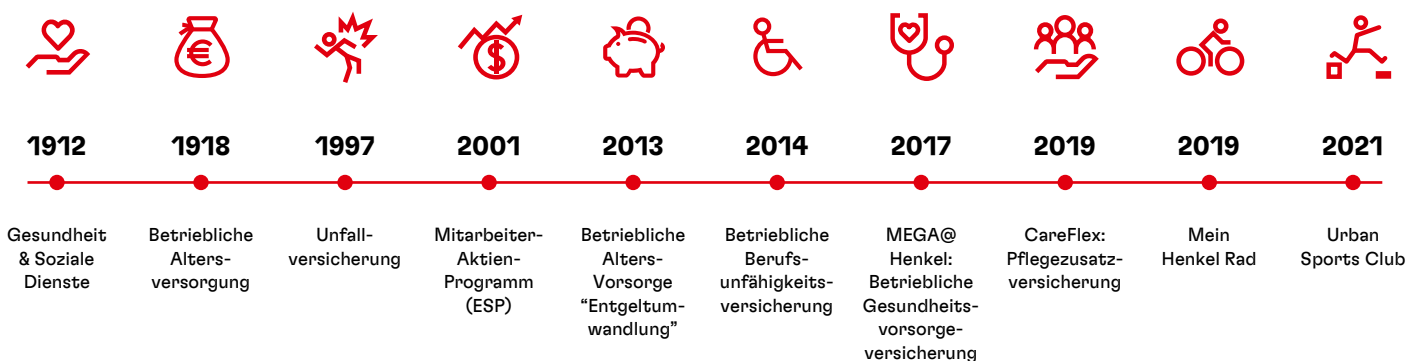 1912
1918
1997
2001
2013
2014
2017
2019
2019
2021
Gesundheit
& Soziale
Dienste
Betriebliche
Alters-
versorgung
Unfall-
versicherung
Mitarbeiter-
Aktien-
Programm
(ESP)
Betriebliche
Alters-
Vorsorge
“Entgeltum-
wandlung”
Betriebliche
Berufs-
unfähigkeits-
versicherung
MEGA@
Henkel:
Betriebliche
Gesundheits-
vorsorge-
versicherung
CareFlex:
Pflegezusatz-
versicherung
Mein
Henkel Rad
Urban
Sports Club